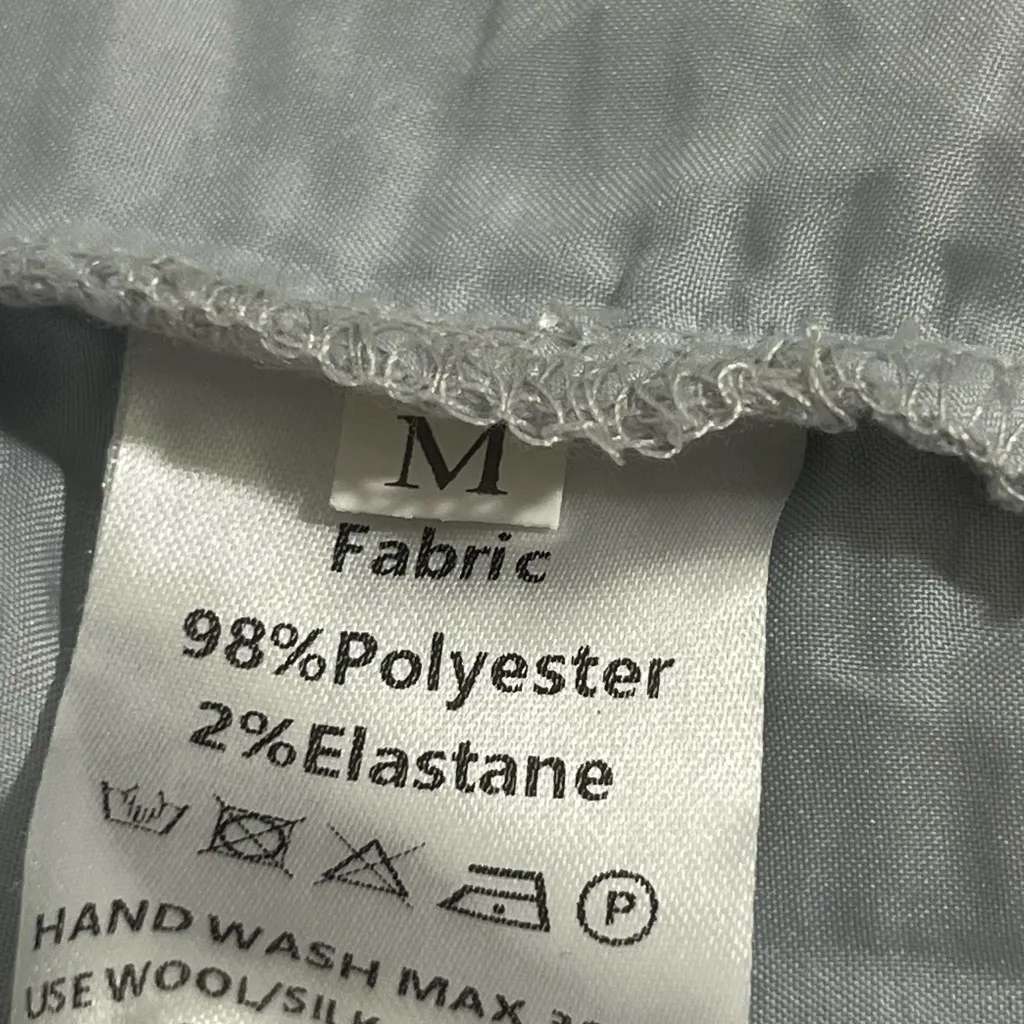 M
Fabric
98%Polyester
2%Elastane
P
HAND WASH MAX
USE WOOL/SILK